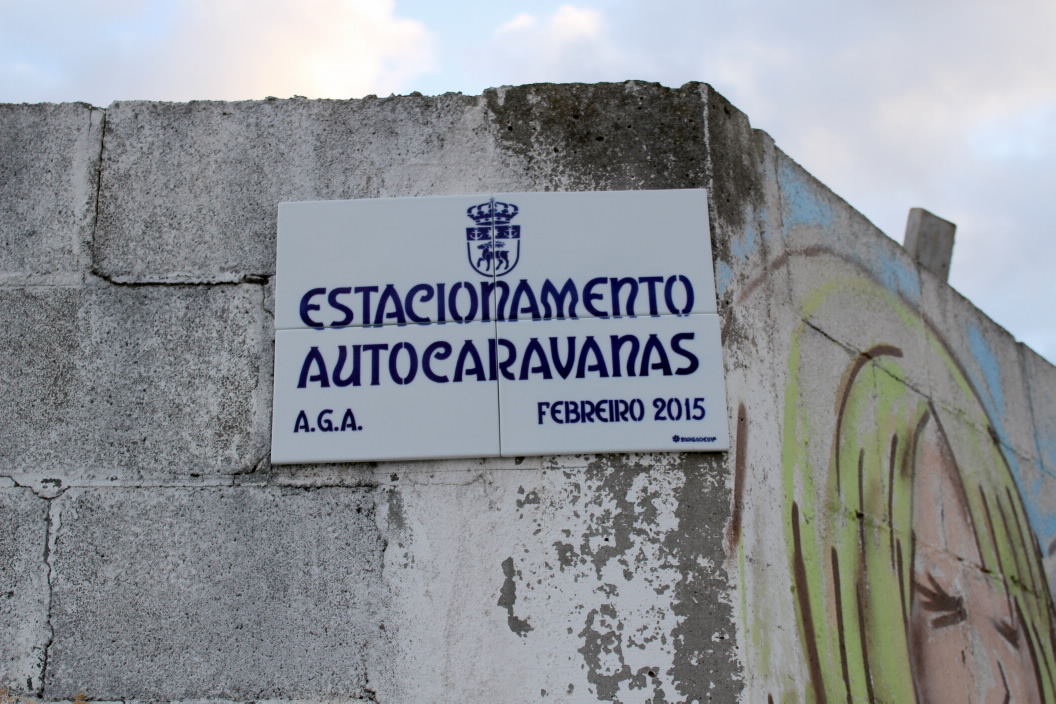 ESTACIONAMENTO
AUTOCARAVANAS
A.G.A.
FEBREIRO 2015